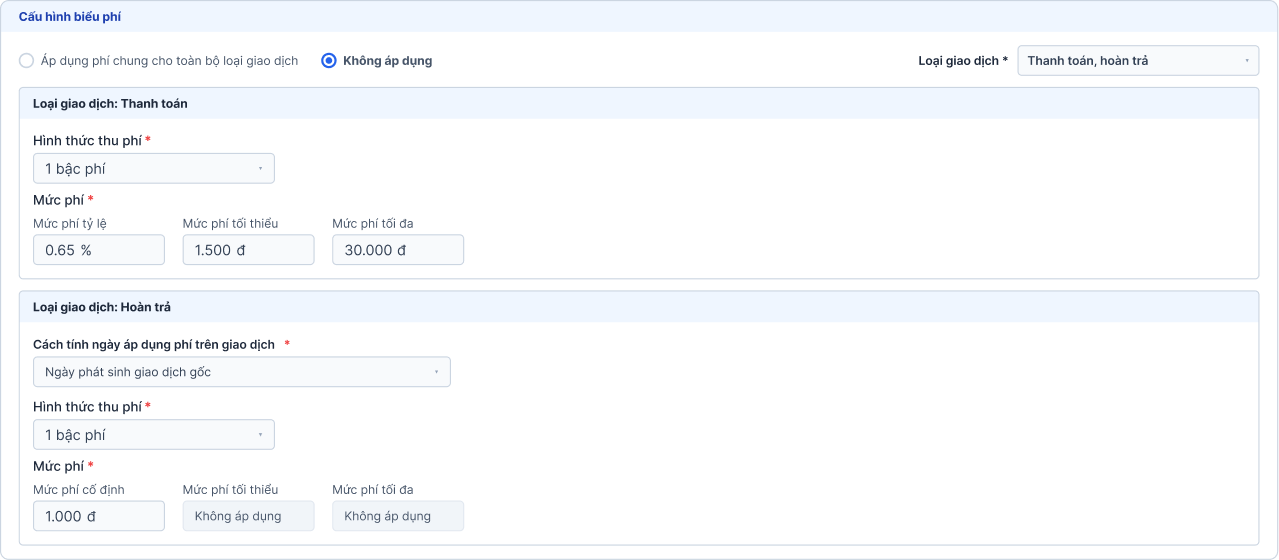 Cấu hình biểu phí
Áp dụng phí chung cho toàn bộ loại giao dịch Không áp dụng Loại giao dịch * Thanh toán, hoàn trả
Loại giao dịch: Thanh toán
Hình thức thu phí *
1 bậc phí
Mức phí *
Mức phí tỷ lệ Mức phí tối thiểu Mức phí tối đa
0.65 % 1.500 đ 30.000 đ
Loại giao dịch: Hoàn trả
Cách tính ngày áp dụng phí trên giao dịch *
Ngày phát sinh giao dịch gốc
Hình thức thu phí *
1 bậc phí
Mức phí *
Mức phí cố định Mức phí tối thiểu Mức phí tối đa
1.000 đ Không áp dụng Không áp dụng